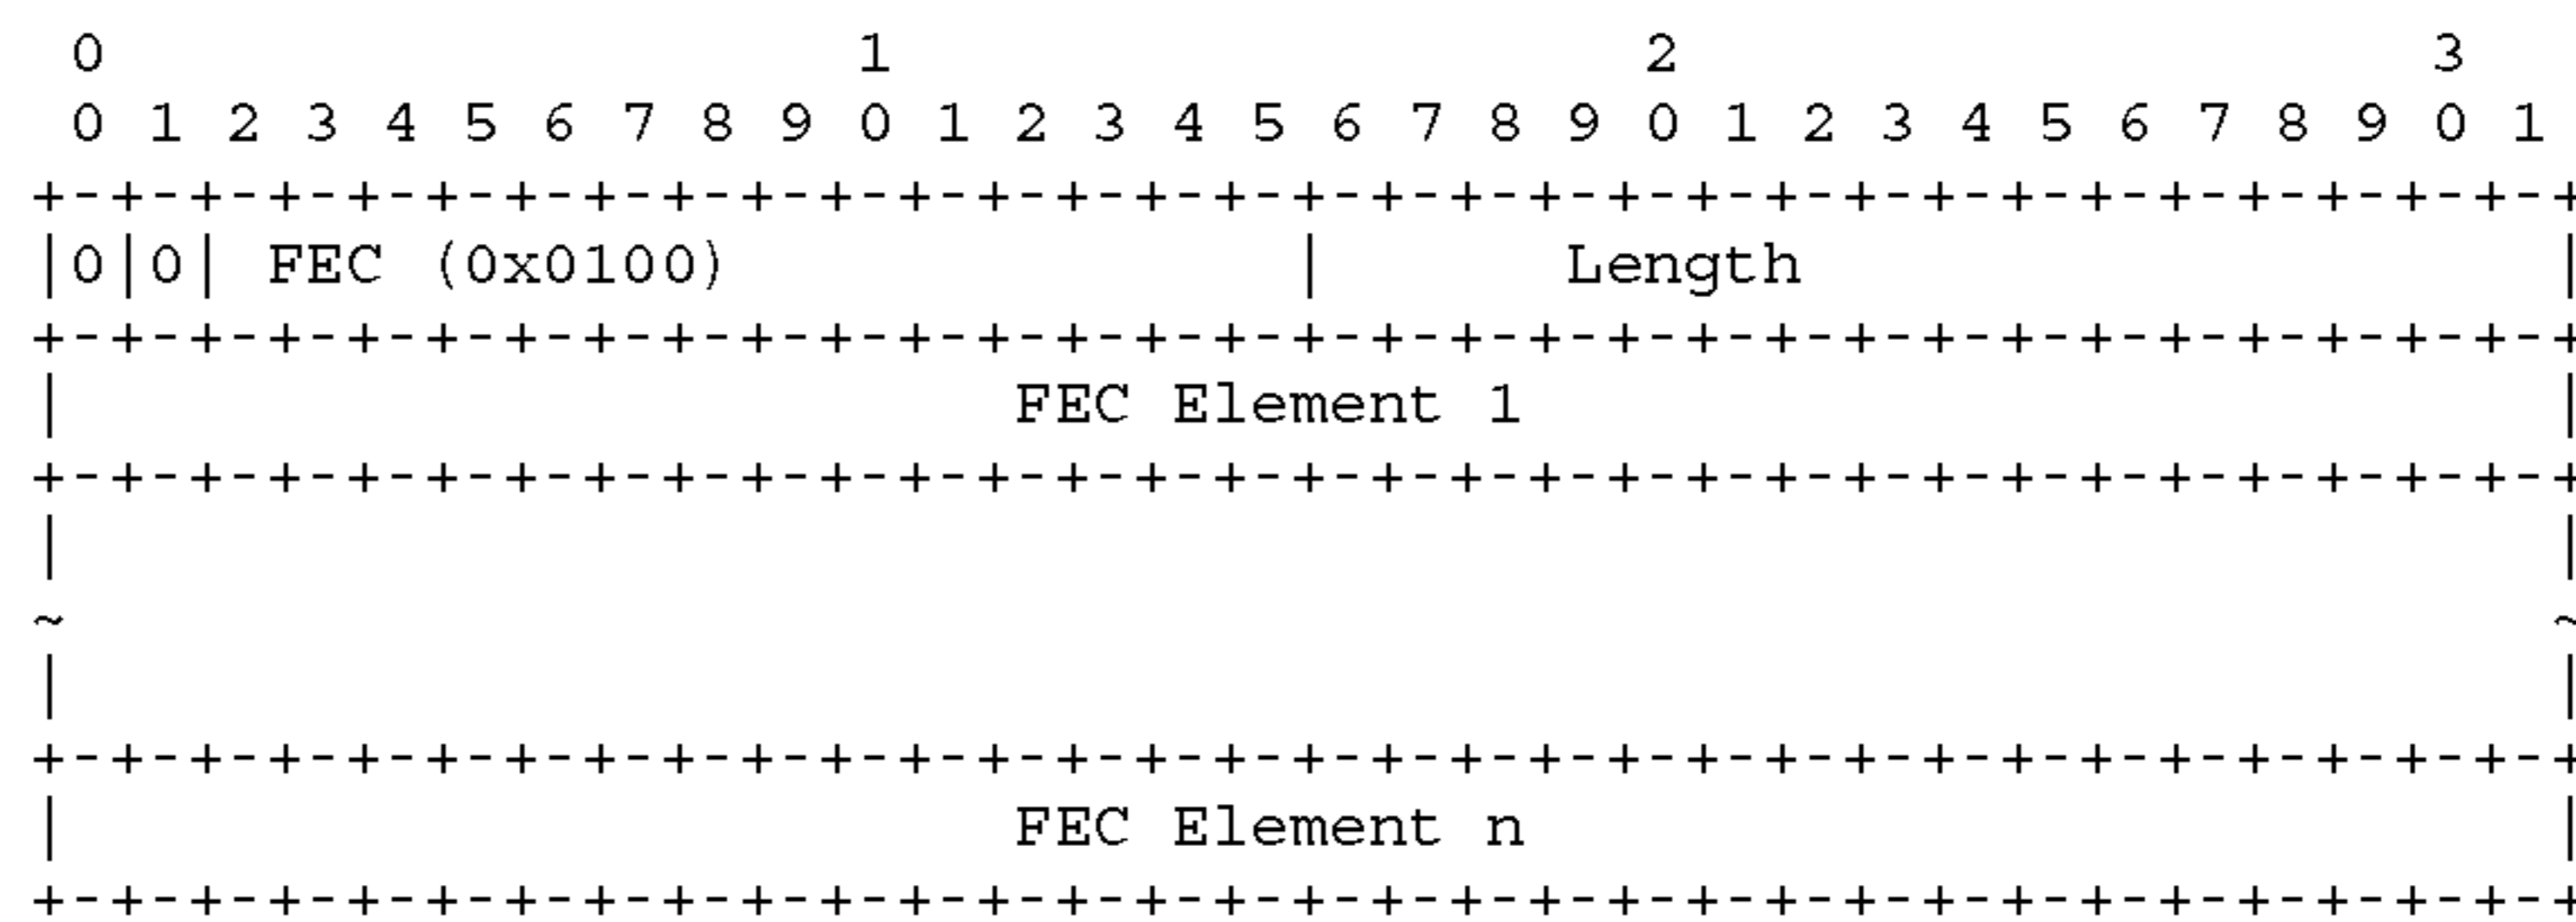 0                   1                   2                   3
 0 1 2 3 4 5 6 7 8 9 0 1 2 3 4 5 6 7 8 9 0 1 2 3 4 5 6 7 8 9 0 1
+-+-+-+-+-+-+-+-+-+-+-+-+-+-+-+-+-+-+-+-+-+-+-+-+-+-+-+-+-+-+-+-+
|0|0| FEC (0x0100)              |      Length                   |
+-+-+-+-+-+-+-+-+-+-+-+-+-+-+-+-+-+-+-+-+-+-+-+-+-+-+-+-+-+-+-+-+
|                        FEC Element 1                          |
+-+-+-+-+-+-+-+-+-+-+-+-+-+-+-+-+-+-+-+-+-+-+-+-+-+-+-+-+-+-+-+-+
|                                                               |
~                                                               ~
|                                                               |
+-+-+-+-+-+-+-+-+-+-+-+-+-+-+-+-+-+-+-+-+-+-+-+-+-+-+-+-+-+-+-+-+
|                        FEC Element n                          |
+-+-+-+-+-+-+-+-+-+-+-+-+-+-+-+-+-+-+-+-+-+-+-+-+-+-+-+-+-+-+-+-+